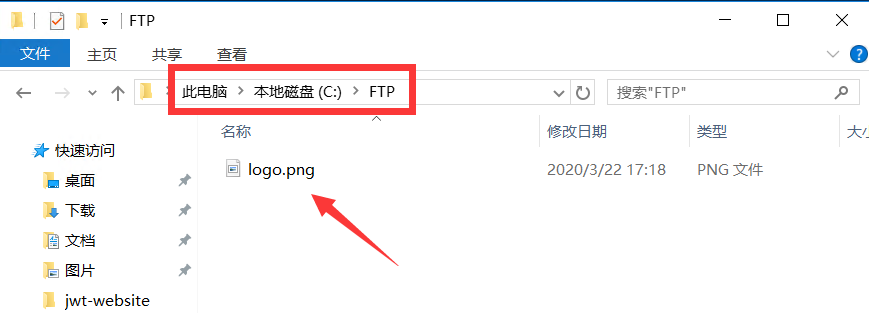 FTP
文件 主页 共享 查看
此电脑 本地磁盘 (C:) FTP 搜索"FTP"
名称 修改日期 类型 大小
快速访问
logo.png 2020/3/22 17:18 PNG 文件
桌面
下载
文档
图片
jwt-website